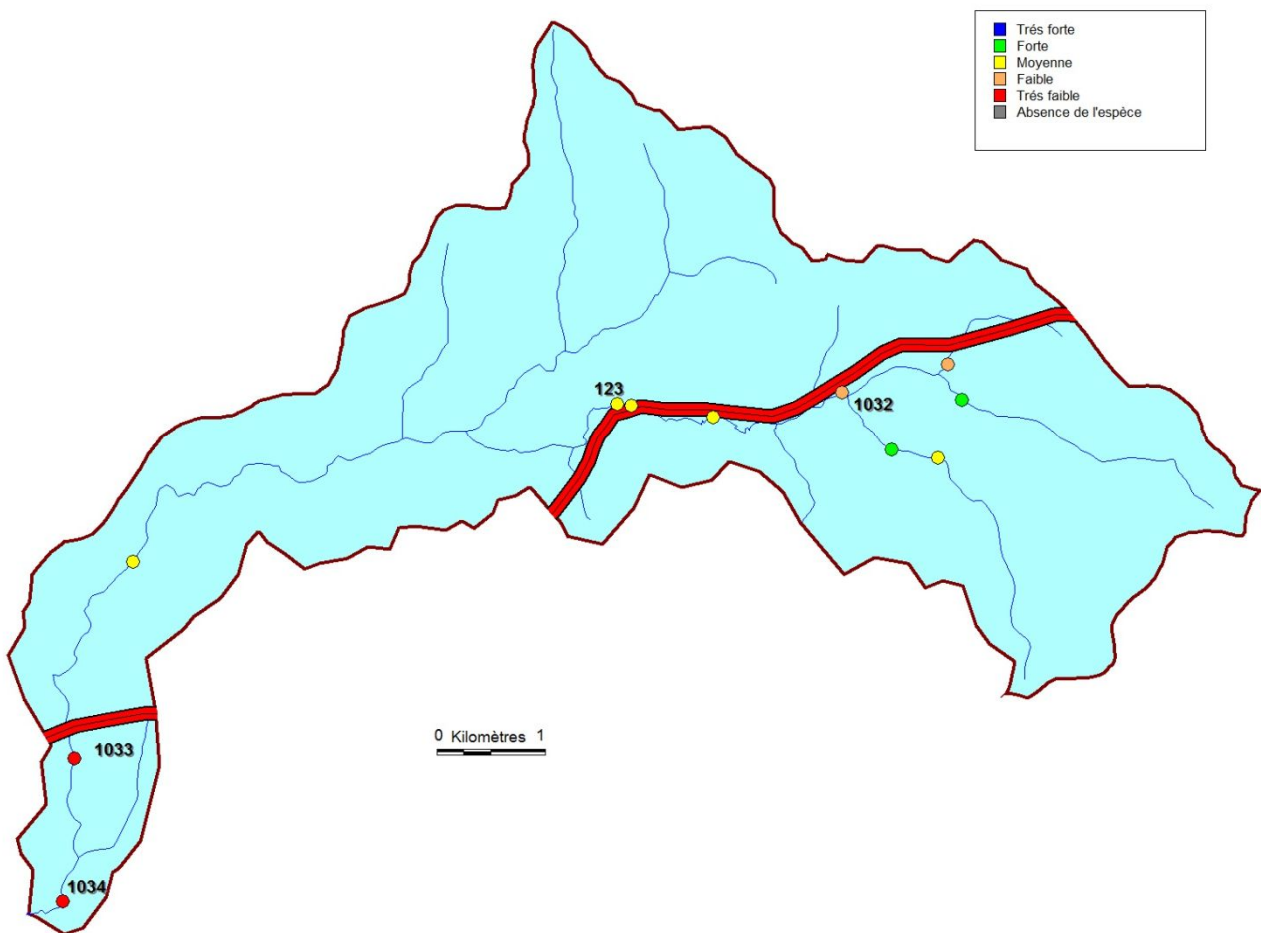 Trés forte
Forte
Moyenne
Faible
Trés faible
Absence de l'espèce
123
1032
0 Kilomètres 1
1033
1034